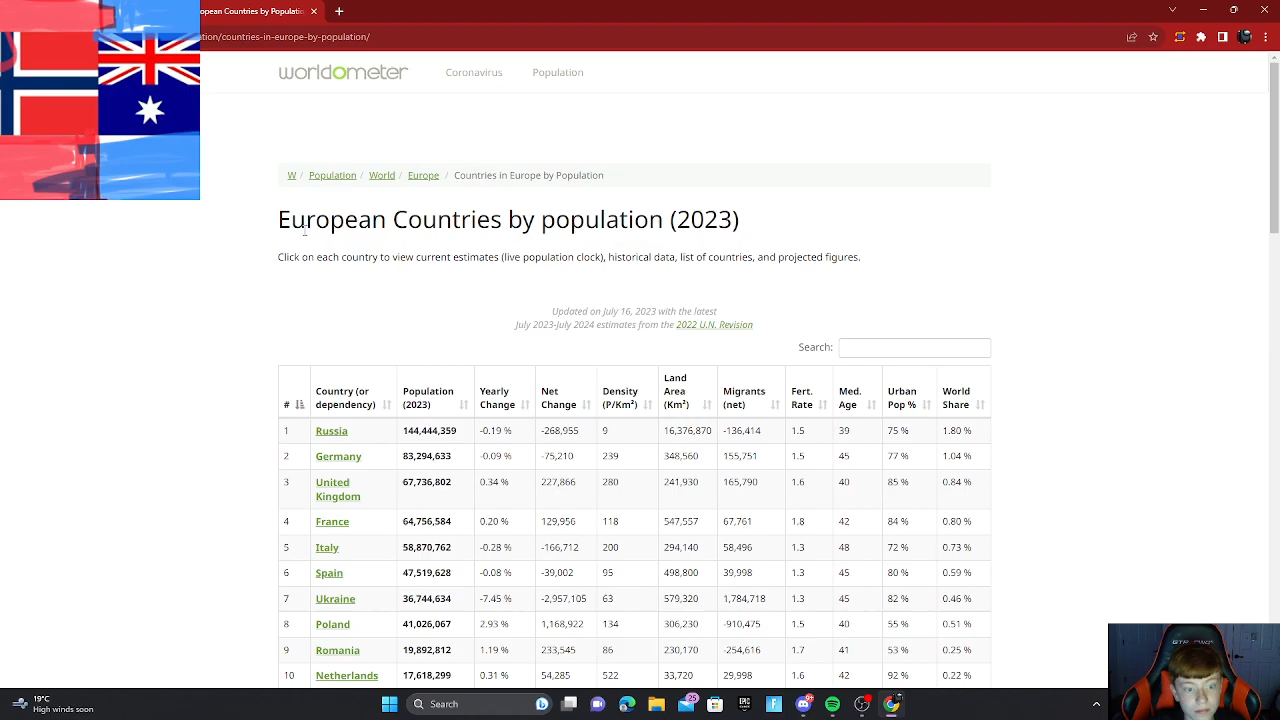 ation/countries-in-europe-by-population/
worldometer Coronavirus Population
W / Population / World / Europe / Countries in Europe by Population
European Countries by population (2023)
Click on each country to view current estimates (live population clock), historical data, list of countries, and projected figures.
Updated on July 16, 2023 with the latest
July 2023-July 2024 estimates from the 2022 U.N. Revision
Search:
# Country (or dependency) Population (2023) Yearly Change Net Change Density (P/Km²) Land Area (Km²) Migrants (net) Fert. Rate Med. Age Urban Pop % World Share
1 Russia 144,444,359 -0.19 % -268,955 9 16,376,870 -136,414 1.5 39 75 % 1.80 %
2 Germany 83,294,633 -0.09 % -75,210 239 348,560 155,751 1.6 45 77 % 1.04 %
3 United Kingdom 67,736,802 0.34 % 227,866 280 241,930 165,790 1.6 40 85 % 0.84 %
4 France 64,756,584 0.20 % 129,956 118 547,557 67,761 1.8 42 84 % 0.80 %
5 Italy 58,870,762 -0.28 % -166,712 200 294,140 58,496 1.3 48 72 % 0.73 %
6 Spain 47,519,628 -0.08 % -39,002 95 498,800 39,998 1.3 45 80 % 0.59 %
7 Ukraine 36,744,634 -7.45 % -2,957,105 63 579,320 1,784,718 1.3 45 82 % 0.46 %
8 Poland 41,026,067 2.93 % 1,168,922 134 306,230 -910,475 1.5 40 55 % 0.51 %
9 Romania 19,892,812 1.19 % 233,545 86 230,170 -254,616 1.7 41 53 % 0.25 %
10 Netherlands 17,618,299 0.31 % 54,285 522 33,720 29,998 1.6 42 92 % 0.22 %
Search